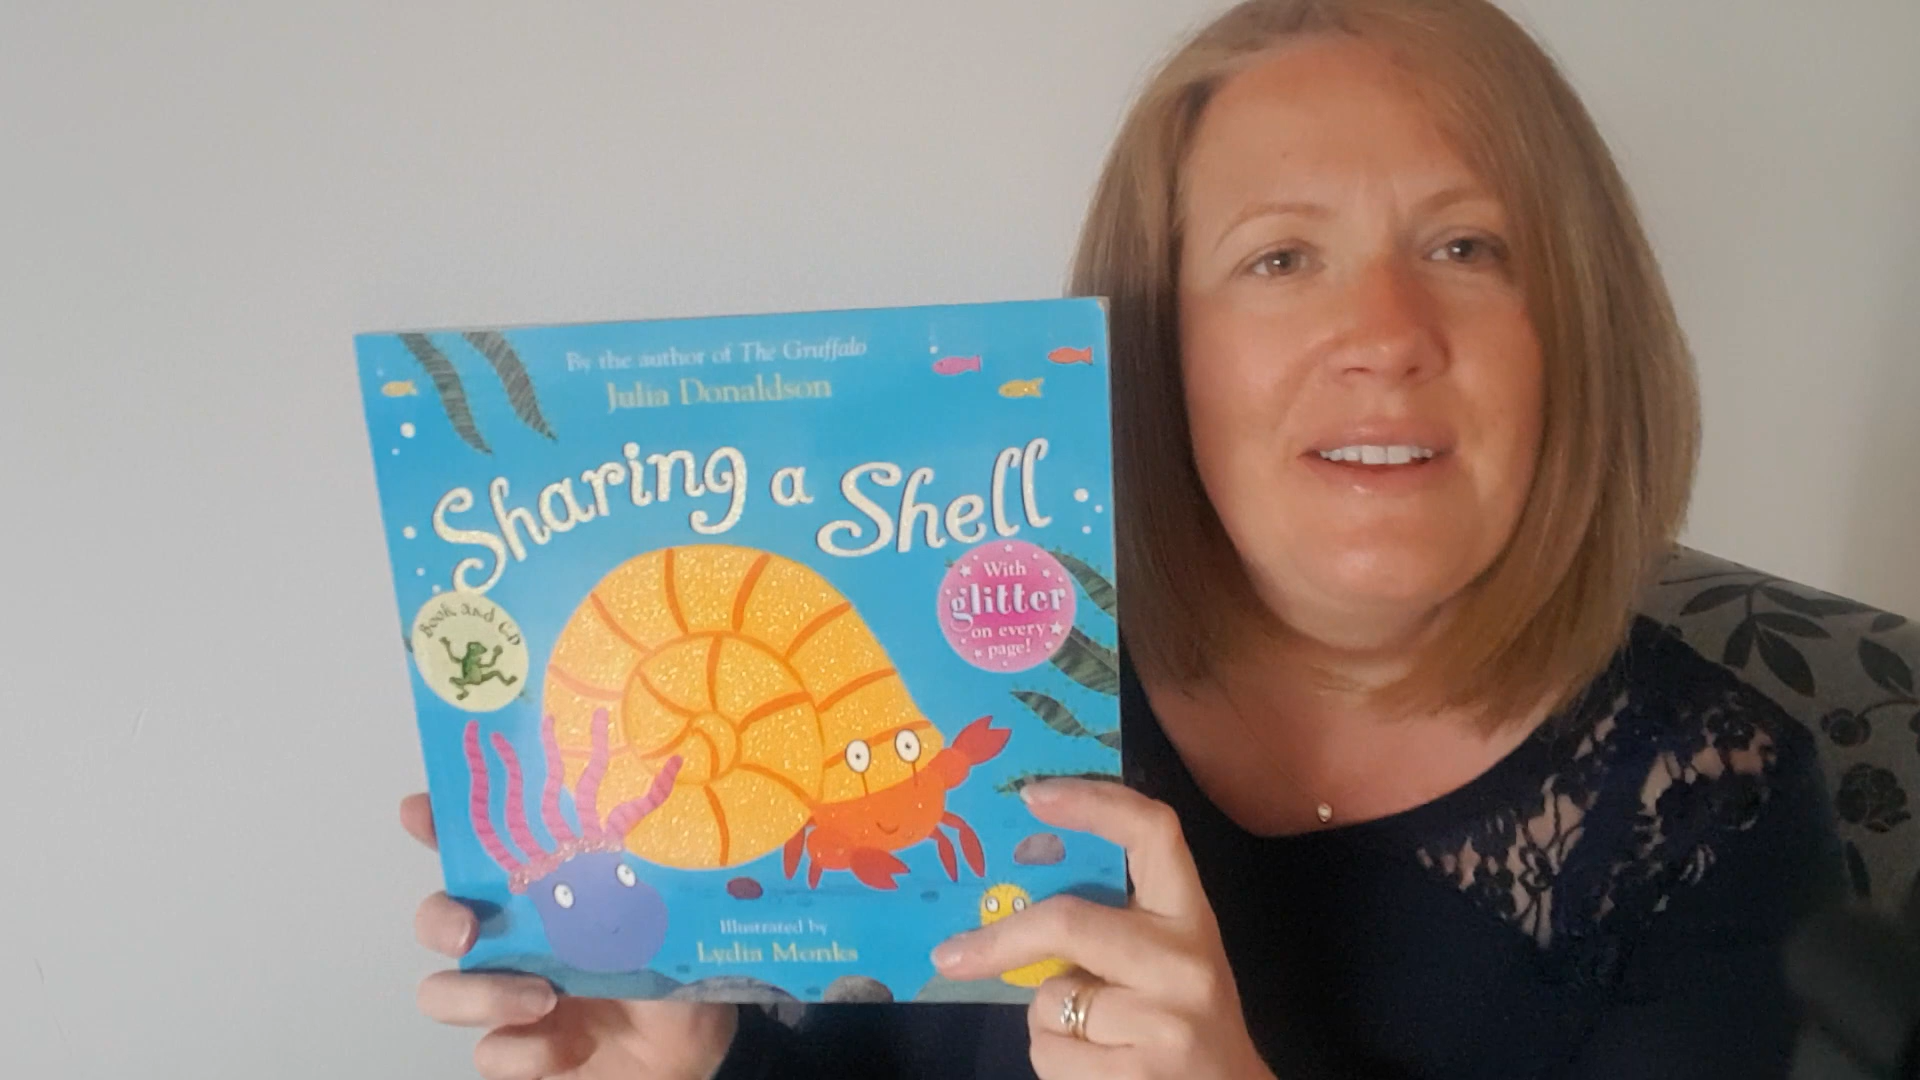 By the author of The Gruffalo
Julia Donaldson
Sharing a Shell
With
glitter
on every
page!
Book and CD
Illustrated by
Lydia Monks